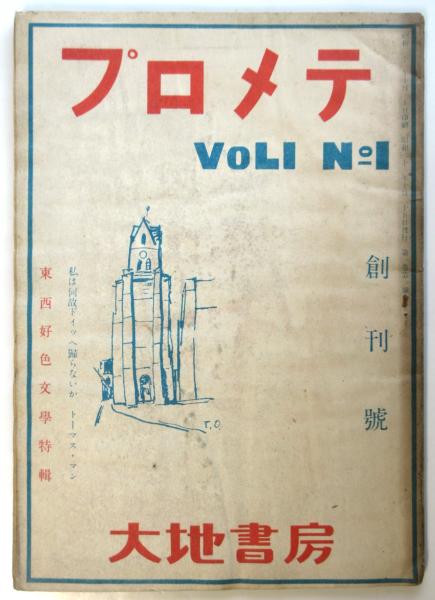 プロメテ
VOL1 No1
創刊號
私は何故ドイツへ歸らないか トーマス・マン
東西好色文學特輯
T.O.
大地書房